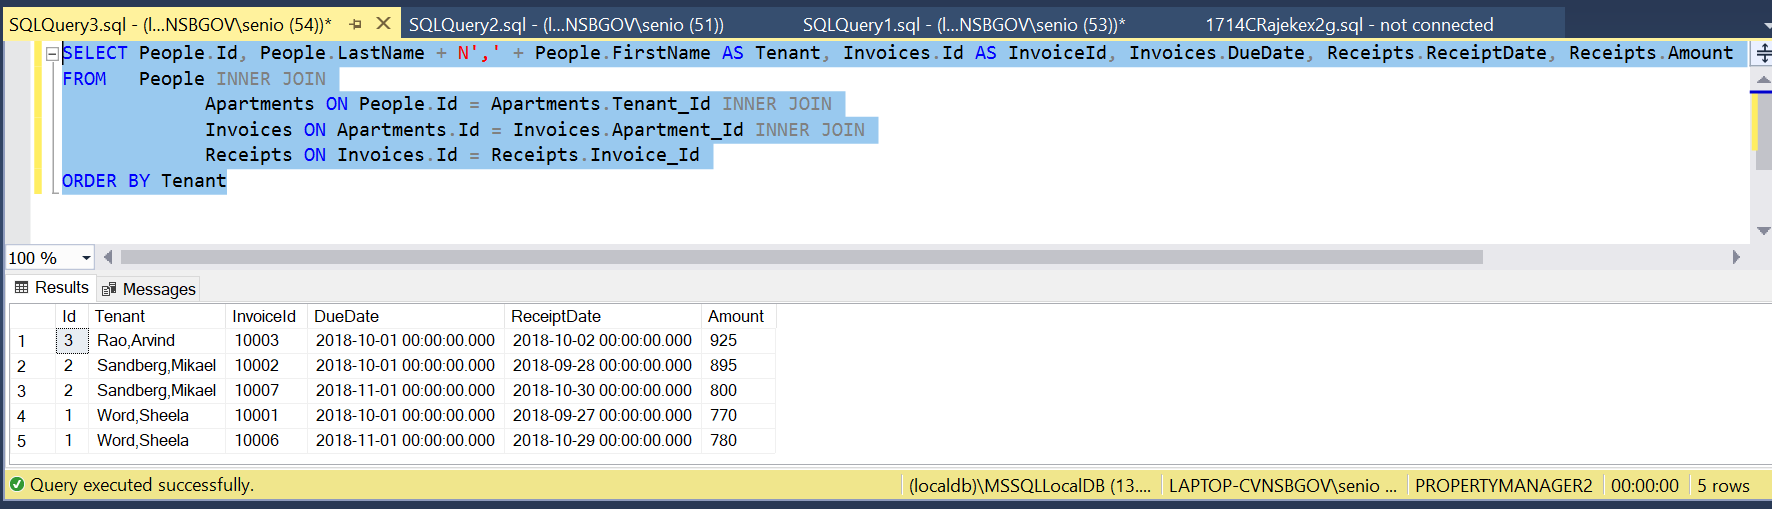 SQLQuery3.sql - (l...NSBGOV\senio (54))* SQLQuery2.sql - (l...NSBGOV\senio (51)) SQLQuery1.sql - (l...NSBGOV\senio (53))* 1714CRajekex2g.sql - not connected
SELECT People.Id, People.LastName + N',' + People.FirstName AS Tenant, Invoices.Id AS InvoiceId, Invoices.DueDate, Receipts.ReceiptDate, Receipts.Amount
FROM People INNER JOIN
Apartments ON People.Id = Apartments.Tenant_Id INNER JOIN
Invoices ON Apartments.Id = Invoices.Apartment_Id INNER JOIN
Receipts ON Invoices.Id = Receipts.Invoice_Id
ORDER BY Tenant
100 %
Results Messages
Id Tenant InvoiceId DueDate ReceiptDate Amount
1 3 Rao,Arvind 10003 2018-10-01 00:00:00.000 2018-10-02 00:00:00.000 925
2 2 Sandberg,Mikael 10002 2018-10-01 00:00:00.000 2018-09-28 00:00:00.000 895
3 2 Sandberg,Mikael 10007 2018-11-01 00:00:00.000 2018-10-30 00:00:00.000 800
4 1 Word,Sheela 10001 2018-10-01 00:00:00.000 2018-09-27 00:00:00.000 770
5 1 Word,Sheela 10006 2018-11-01 00:00:00.000 2018-10-29 00:00:00.000 780
Query executed successfully. (localdb)\MSSQLLocalDB (13.... LAPTOP-CVNSBGOV\senio ... PROPERTYMANAGER2 00:00:00 5 rows